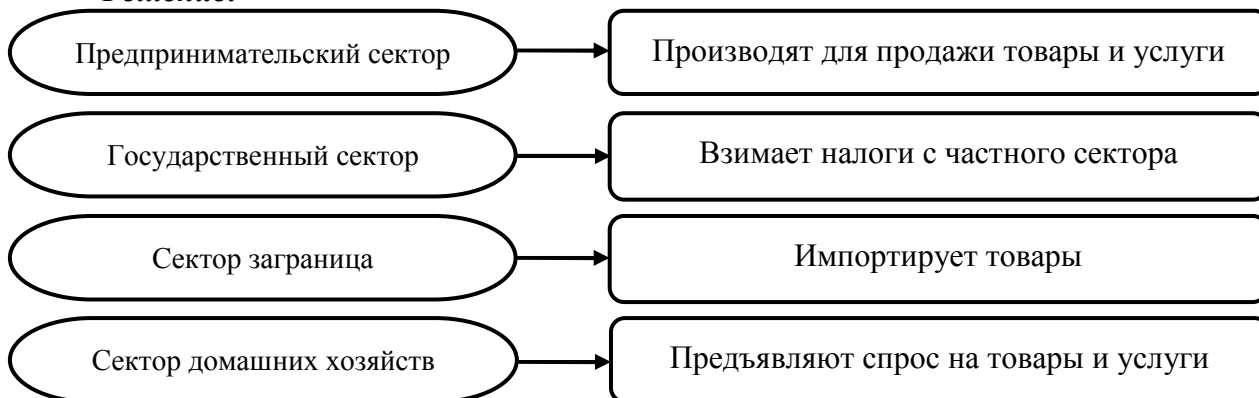 Предпринимательский сектор
Производят для продажи товары и услуги
Государственный сектор
Взимает налоги с частного сектора
Сектор заграница
Импортирует товары
Сектор домашних хозяйств
Предъявляют спрос на товары и услуги